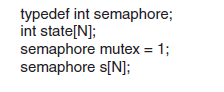 typedef int semaphore;
int state[N];
semaphore mutex = 1;
semaphore s[N];